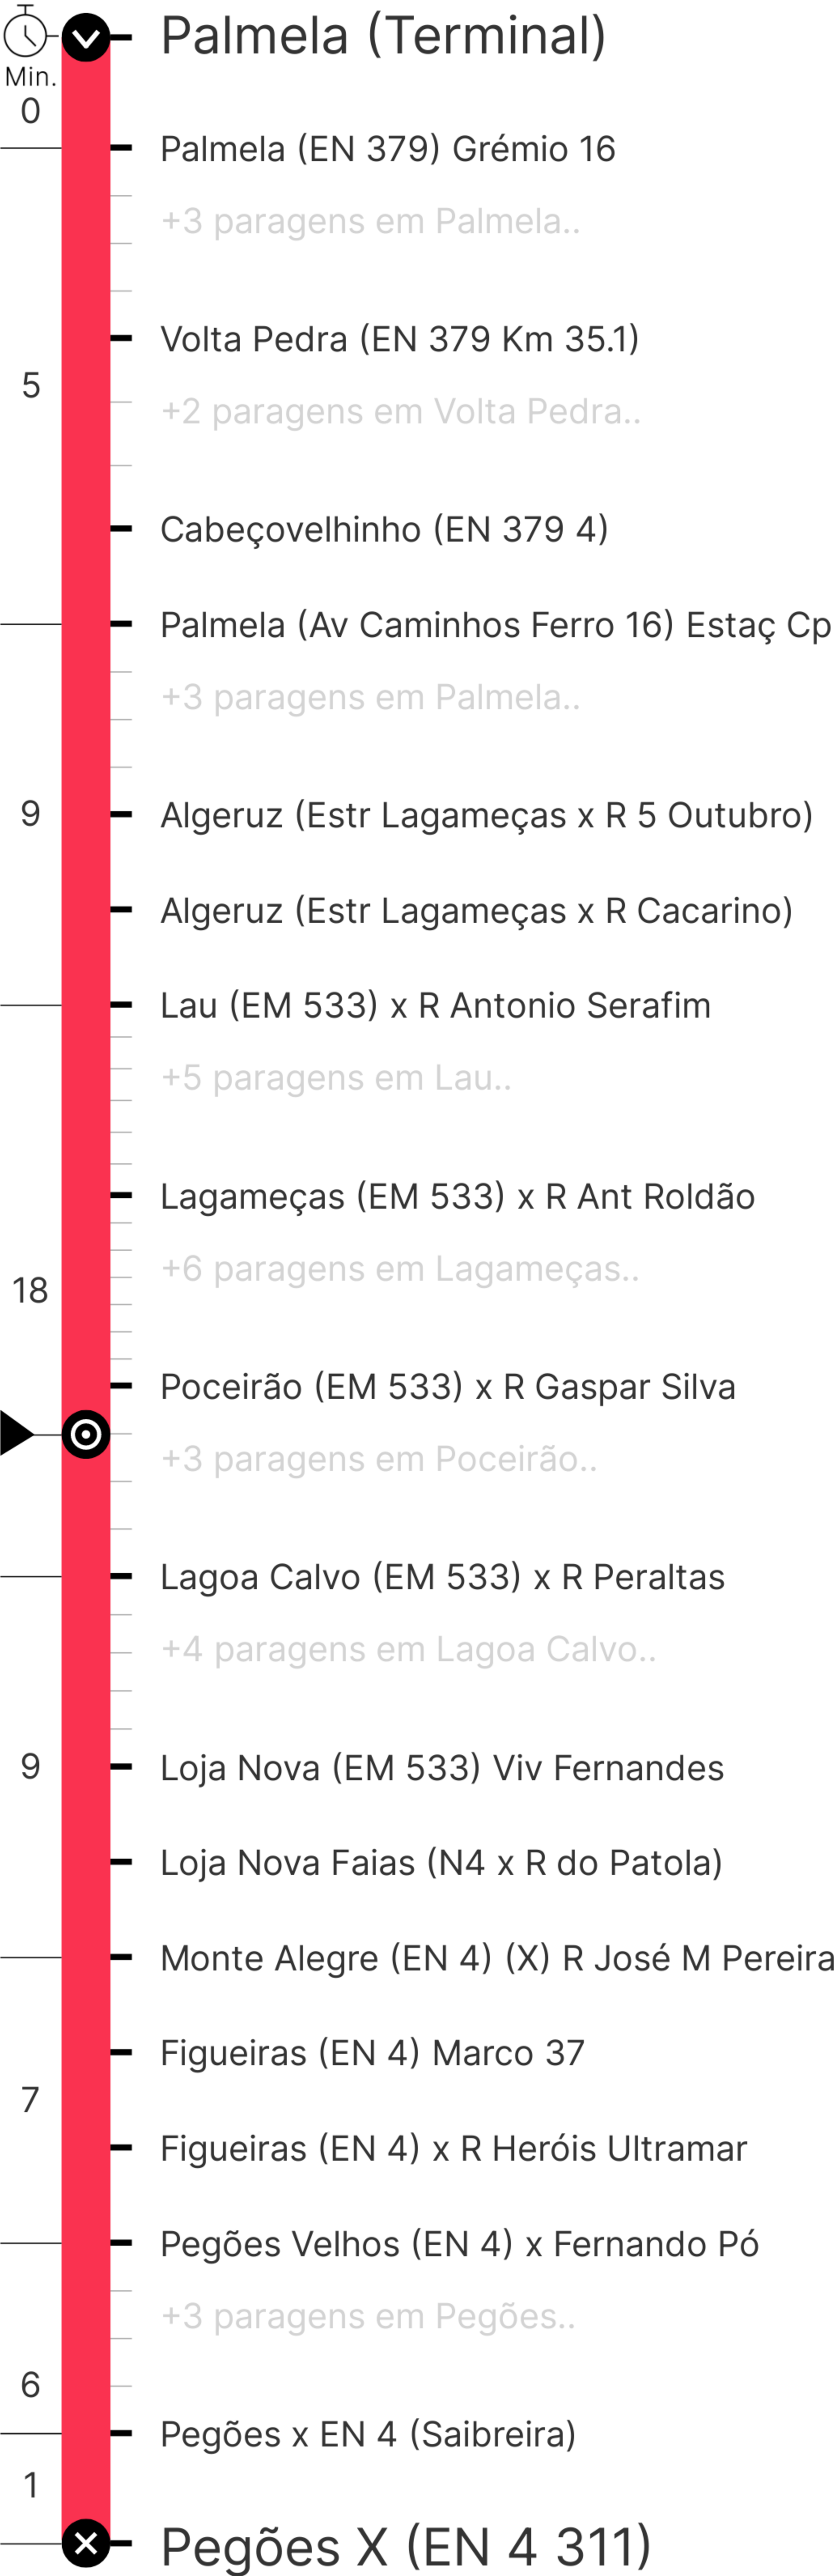 Palmela (Terminal)
Min.
0
Palmela (EN 379) Grémio 16
+3 paragens em Palmela..
Volta Pedra (EN 379 Km 35.1)
5
+2 paragens em Volta Pedra..
Cabeçovelhinho (EN 379 4)
Palmela (Av Caminhos Ferro 16) Estaç Cp
+3 paragens em Palmela..
9
Algeruz (Estr Lagameças x R 5 Outubro)
Algeruz (Estr Lagameças x R Cacarino)
Lau (EM 533) x R Antonio Serafim
+5 paragens em Lau..
Lagameças (EM 533) x R Ant Roldão
+6 paragens em Lagameças..
18
Poceirão (EM 533) x R Gaspar Silva
+3 paragens em Poceirão..
Lagoa Calvo (EM 533) x R Peraltas
+4 paragens em Lagoa Calvo..
9
Loja Nova (EM 533) Viv Fernandes
Loja Nova Faias (N4 x R do Patola)
Monte Alegre (EN 4) (X) R José M Pereira
Figueiras (EN 4) Marco 37
7
Figueiras (EN 4) x R Heróis Ultramar
Pegões Velhos (EN 4) x Fernando Pó
+3 paragens em Pegões..
6
Pegões x EN 4 (Saibreira)
1
Pegões X (EN 4 311)